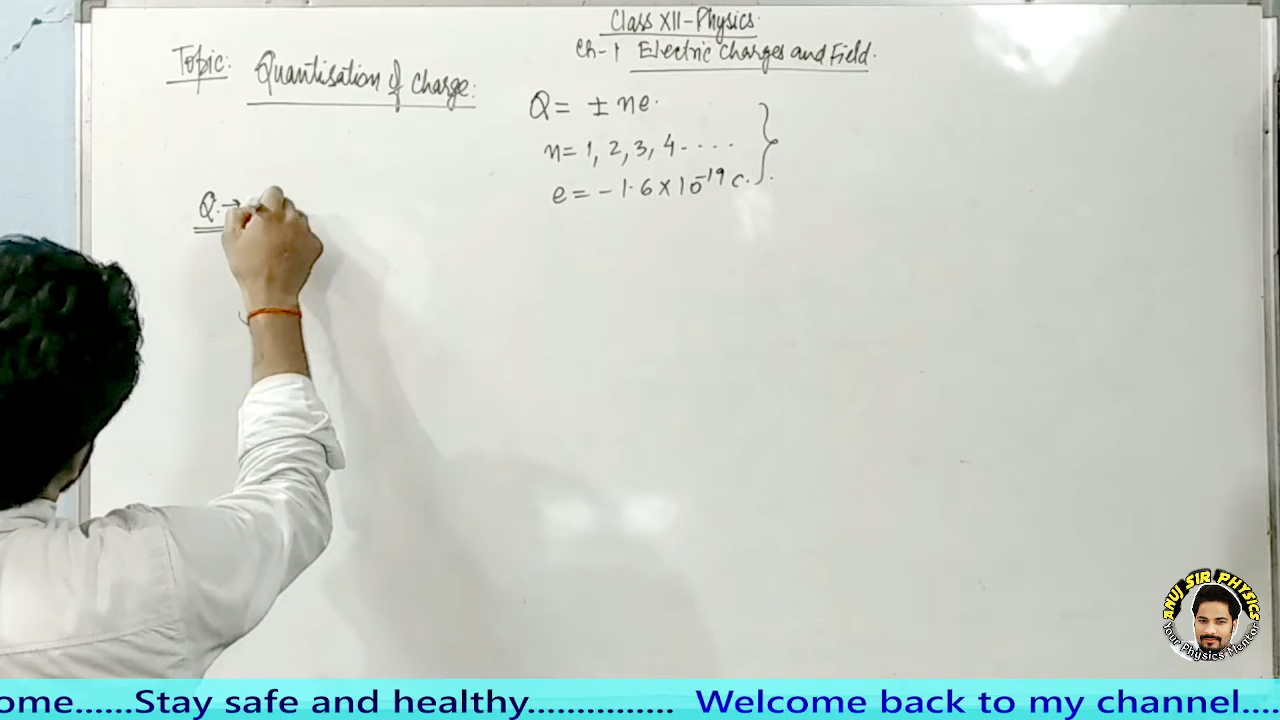 Class XII-Physics.
Ch-1 Electric Charges and Field.
Topic: Quantisation of charge:
Q = ± ne.
n = 1, 2, 3, 4 ....
e = -1.6 × 10⁻¹⁹ C.
Q. →
ANUJ SIR PHYSICS
Your Physics Mentor
ome......Stay safe and healthy............... Welcome back to my channel....